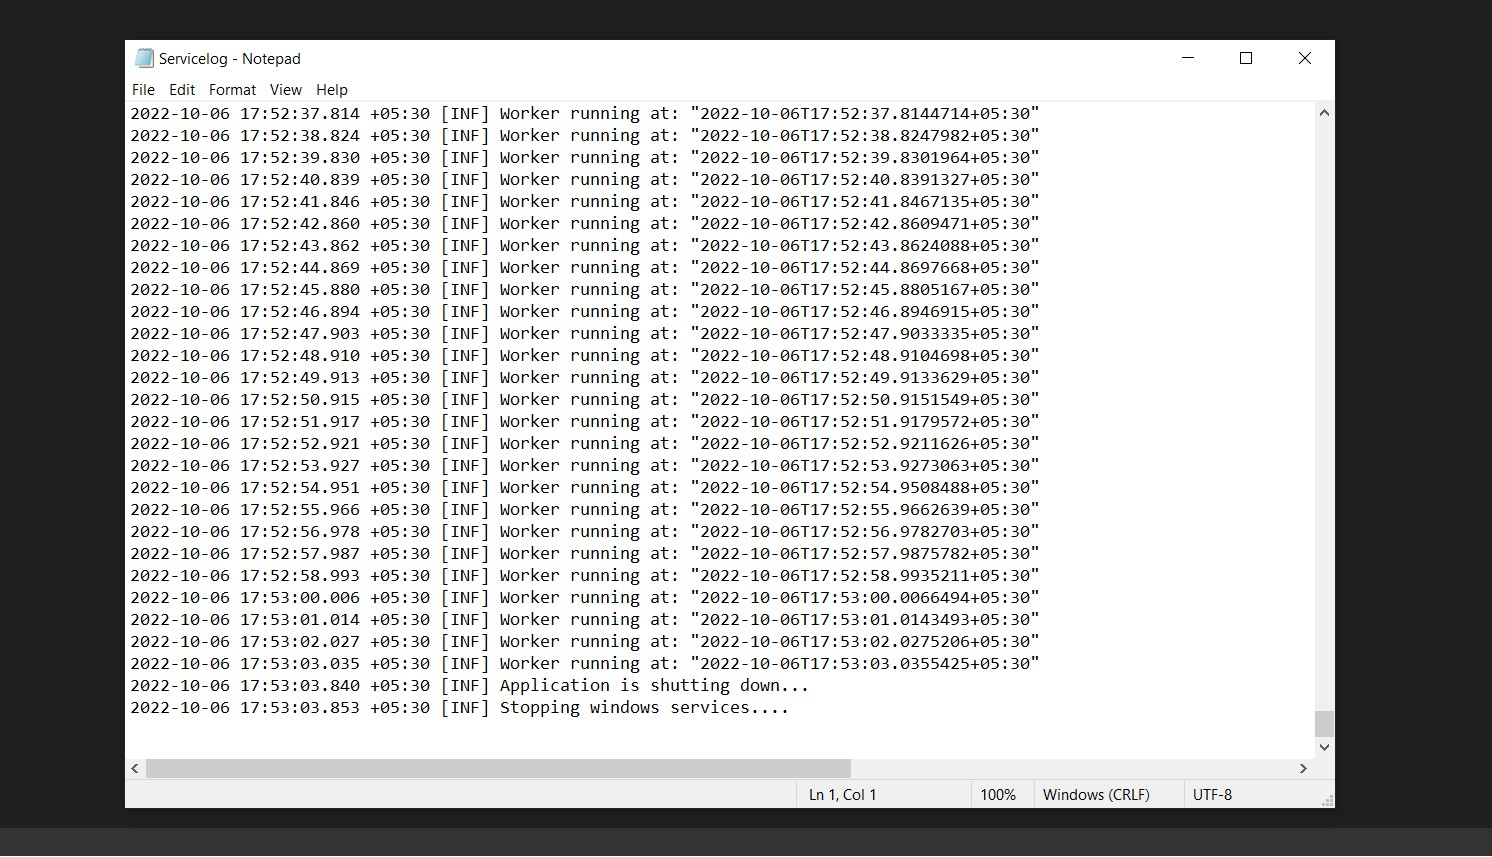 Servicelog - Notepad
File Edit Format View Help
2022-10-06 17:52:37.814 +05:30 [INF] Worker running at: "2022-10-06T17:52:37.8144714+05:30"
2022-10-06 17:52:38.824 +05:30 [INF] Worker running at: "2022-10-06T17:52:38.8247982+05:30"
2022-10-06 17:52:39.830 +05:30 [INF] Worker running at: "2022-10-06T17:52:39.8301964+05:30"
2022-10-06 17:52:40.839 +05:30 [INF] Worker running at: "2022-10-06T17:52:40.8391327+05:30"
2022-10-06 17:52:41.846 +05:30 [INF] Worker running at: "2022-10-06T17:52:41.8467135+05:30"
2022-10-06 17:52:42.860 +05:30 [INF] Worker running at: "2022-10-06T17:52:42.8609471+05:30"
2022-10-06 17:52:43.862 +05:30 [INF] Worker running at: "2022-10-06T17:52:43.8624088+05:30"
2022-10-06 17:52:44.869 +05:30 [INF] Worker running at: "2022-10-06T17:52:44.8697668+05:30"
2022-10-06 17:52:45.880 +05:30 [INF] Worker running at: "2022-10-06T17:52:45.8805167+05:30"
2022-10-06 17:52:46.894 +05:30 [INF] Worker running at: "2022-10-06T17:52:46.8946915+05:30"
2022-10-06 17:52:47.903 +05:30 [INF] Worker running at: "2022-10-06T17:52:47.9033335+05:30"
2022-10-06 17:52:48.910 +05:30 [INF] Worker running at: "2022-10-06T17:52:48.9104698+05:30"
2022-10-06 17:52:49.913 +05:30 [INF] Worker running at: "2022-10-06T17:52:49.9133629+05:30"
2022-10-06 17:52:50.915 +05:30 [INF] Worker running at: "2022-10-06T17:52:50.9151549+05:30"
2022-10-06 17:52:51.917 +05:30 [INF] Worker running at: "2022-10-06T17:52:51.9179572+05:30"
2022-10-06 17:52:52.921 +05:30 [INF] Worker running at: "2022-10-06T17:52:52.9211626+05:30"
2022-10-06 17:52:53.927 +05:30 [INF] Worker running at: "2022-10-06T17:52:53.9273063+05:30"
2022-10-06 17:52:54.951 +05:30 [INF] Worker running at: "2022-10-06T17:52:54.9508488+05:30"
2022-10-06 17:52:55.966 +05:30 [INF] Worker running at: "2022-10-06T17:52:55.9662639+05:30"
2022-10-06 17:52:56.978 +05:30 [INF] Worker running at: "2022-10-06T17:52:56.9782703+05:30"
2022-10-06 17:52:57.987 +05:30 [INF] Worker running at: "2022-10-06T17:52:57.9875782+05:30"
2022-10-06 17:52:58.993 +05:30 [INF] Worker running at: "2022-10-06T17:52:58.9935211+05:30"
2022-10-06 17:53:00.006 +05:30 [INF] Worker running at: "2022-10-06T17:53:00.0066494+05:30"
2022-10-06 17:53:01.014 +05:30 [INF] Worker running at: "2022-10-06T17:53:01.0143493+05:30"
2022-10-06 17:53:02.027 +05:30 [INF] Worker running at: "2022-10-06T17:53:02.0275206+05:30"
2022-10-06 17:53:03.035 +05:30 [INF] Worker running at: "2022-10-06T17:53:03.0355425+05:30"
2022-10-06 17:53:03.840 +05:30 [INF] Application is shutting down...
2022-10-06 17:53:03.853 +05:30 [INF] Stopping windows services....
Ln 1, Col 1 100% Windows (CRLF) UTF-8